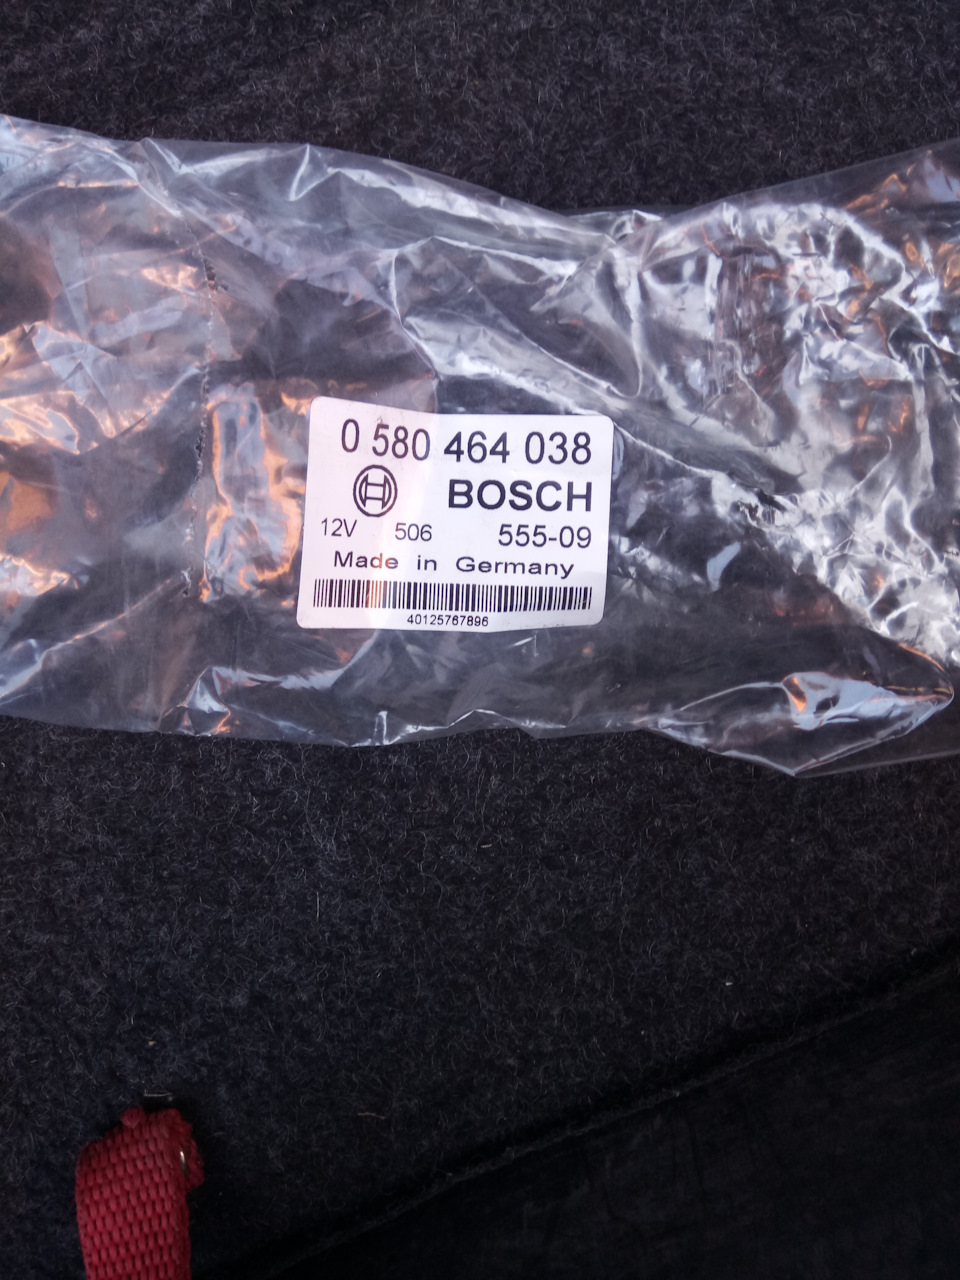 0 580 464 038
BOSCH
12V 506 555-09
Made in Germany
40125767896